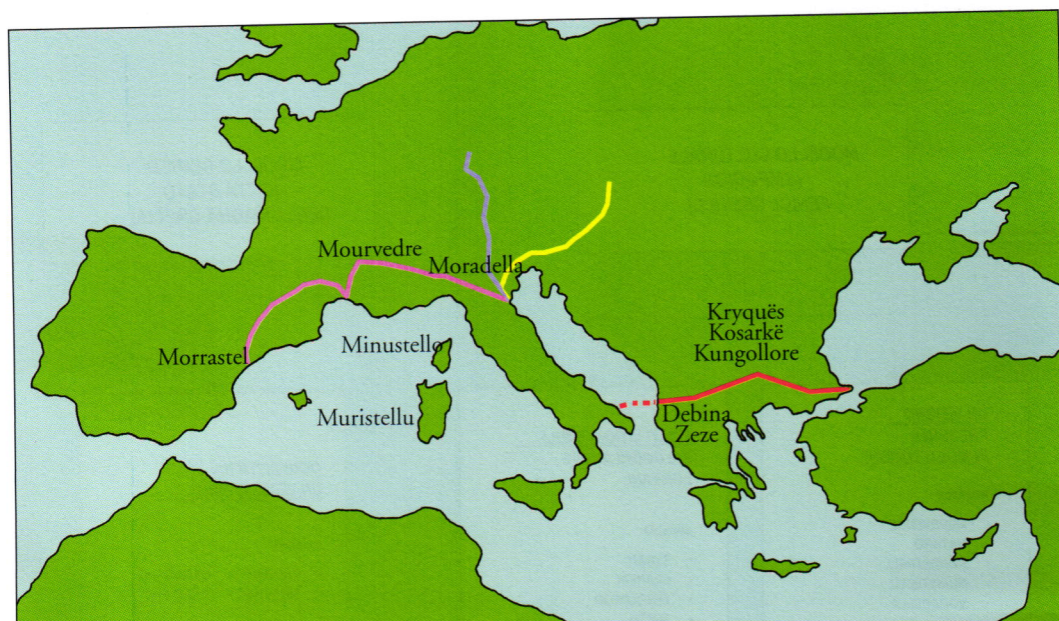 Mourvedre
Moradella
Morrastel
Minustello
Muristellu
Kryquës
Kosarkë
Kungollore
Debina
Zeze